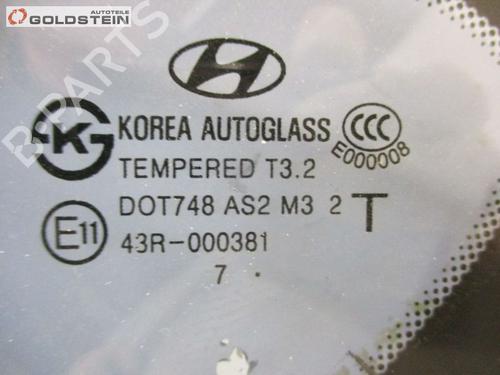 AUTOTEILE
GOLDSTEIN
B-PARTS
KOREA AUTOGLASS
CCC
E000008
K
TEMPERED T3.2
DOT748 AS2 M3 2 T
E11
43R-000381
7